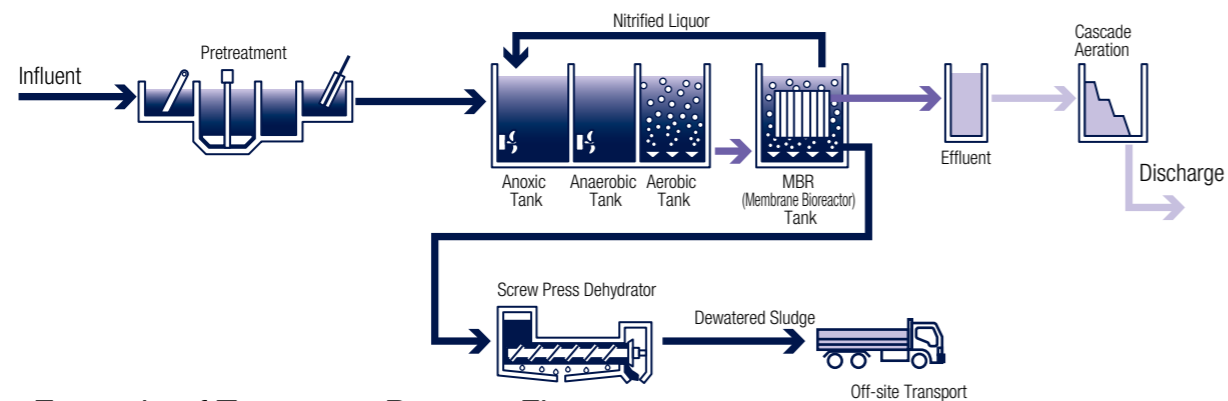 Nitrified Liquor
Cascade
Aeration
Pretreatment
Influent
Effluent
Discharge
Anoxic
Tank
Anaerobic
Tank
Aerobic
Tank
MBR
(Membrane Bioreactor)
Tank
Screw Press Dehydrator
Dewatered Sludge
Off-site Transport